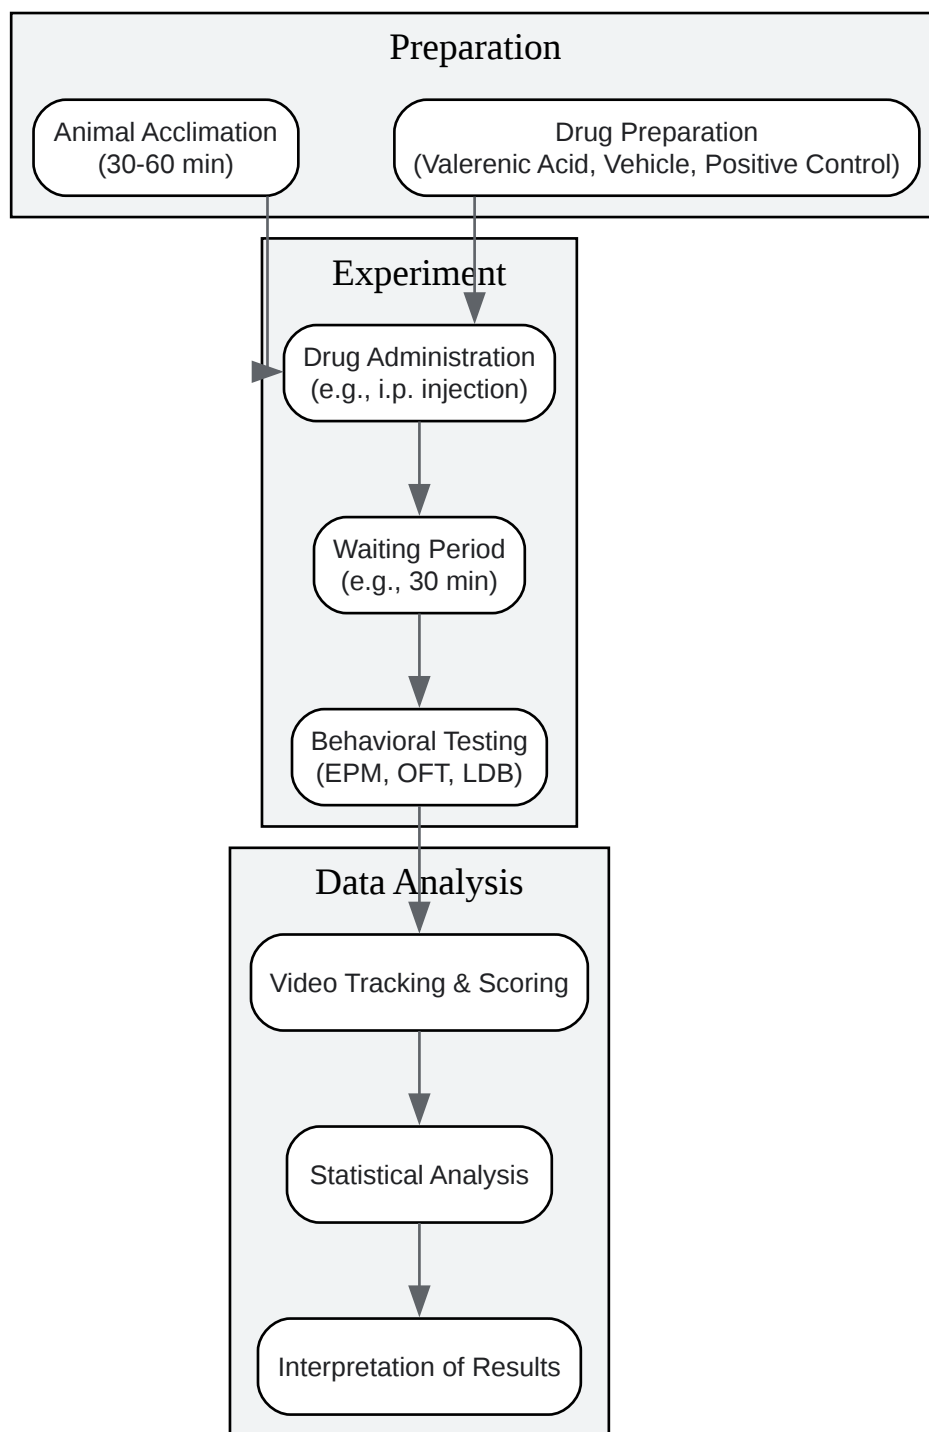 Preparation
Animal Acclimation
(30-60 min)
Drug Preparation
(Valerenic Acid, Vehicle, Positive Control)
Experiment
Drug Administration
(e.g., i.p. injection)
Waiting Period
(e.g., 30 min)
Behavioral Testing
(EPM, OFT, LDB)
Data Analysis
Video Tracking & Scoring
Statistical Analysis
Interpretation of Results